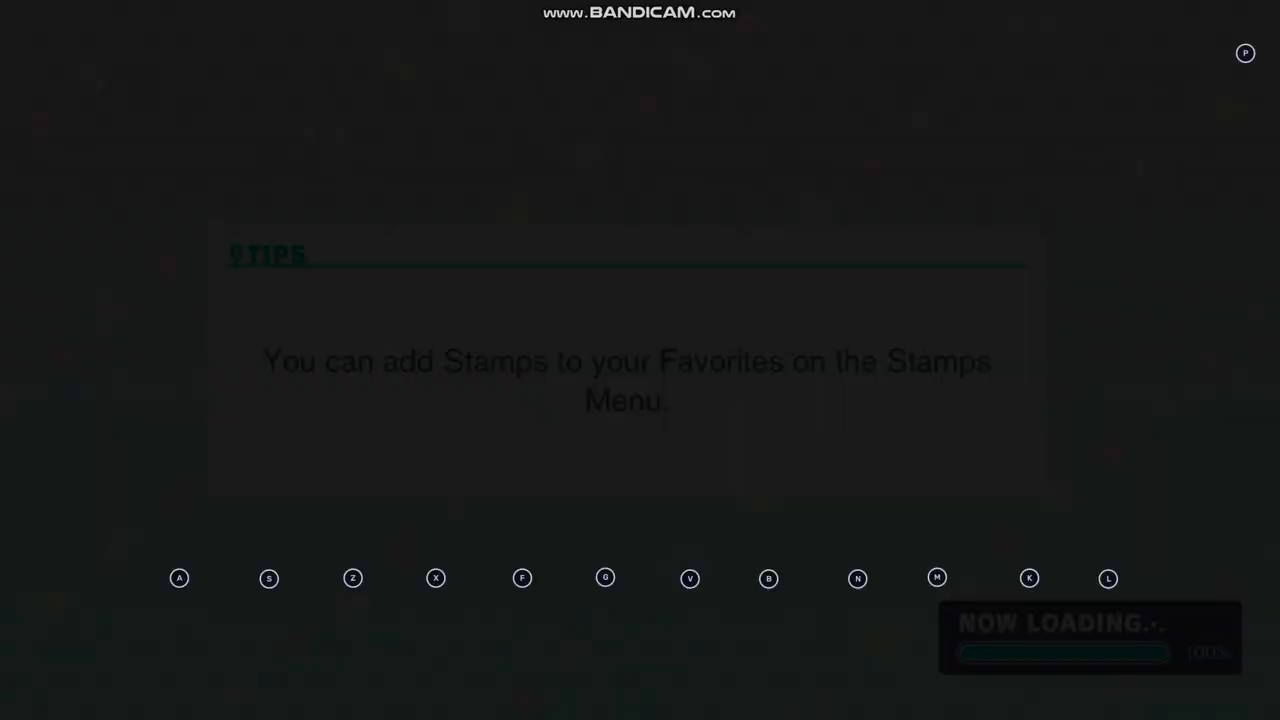 www.BANDICAM.com
P
TIPS
You can add Stamps to your Favorites on the Stamps
Menu.
A S Z X F G V B N M K L
NOW LOADING...
100%